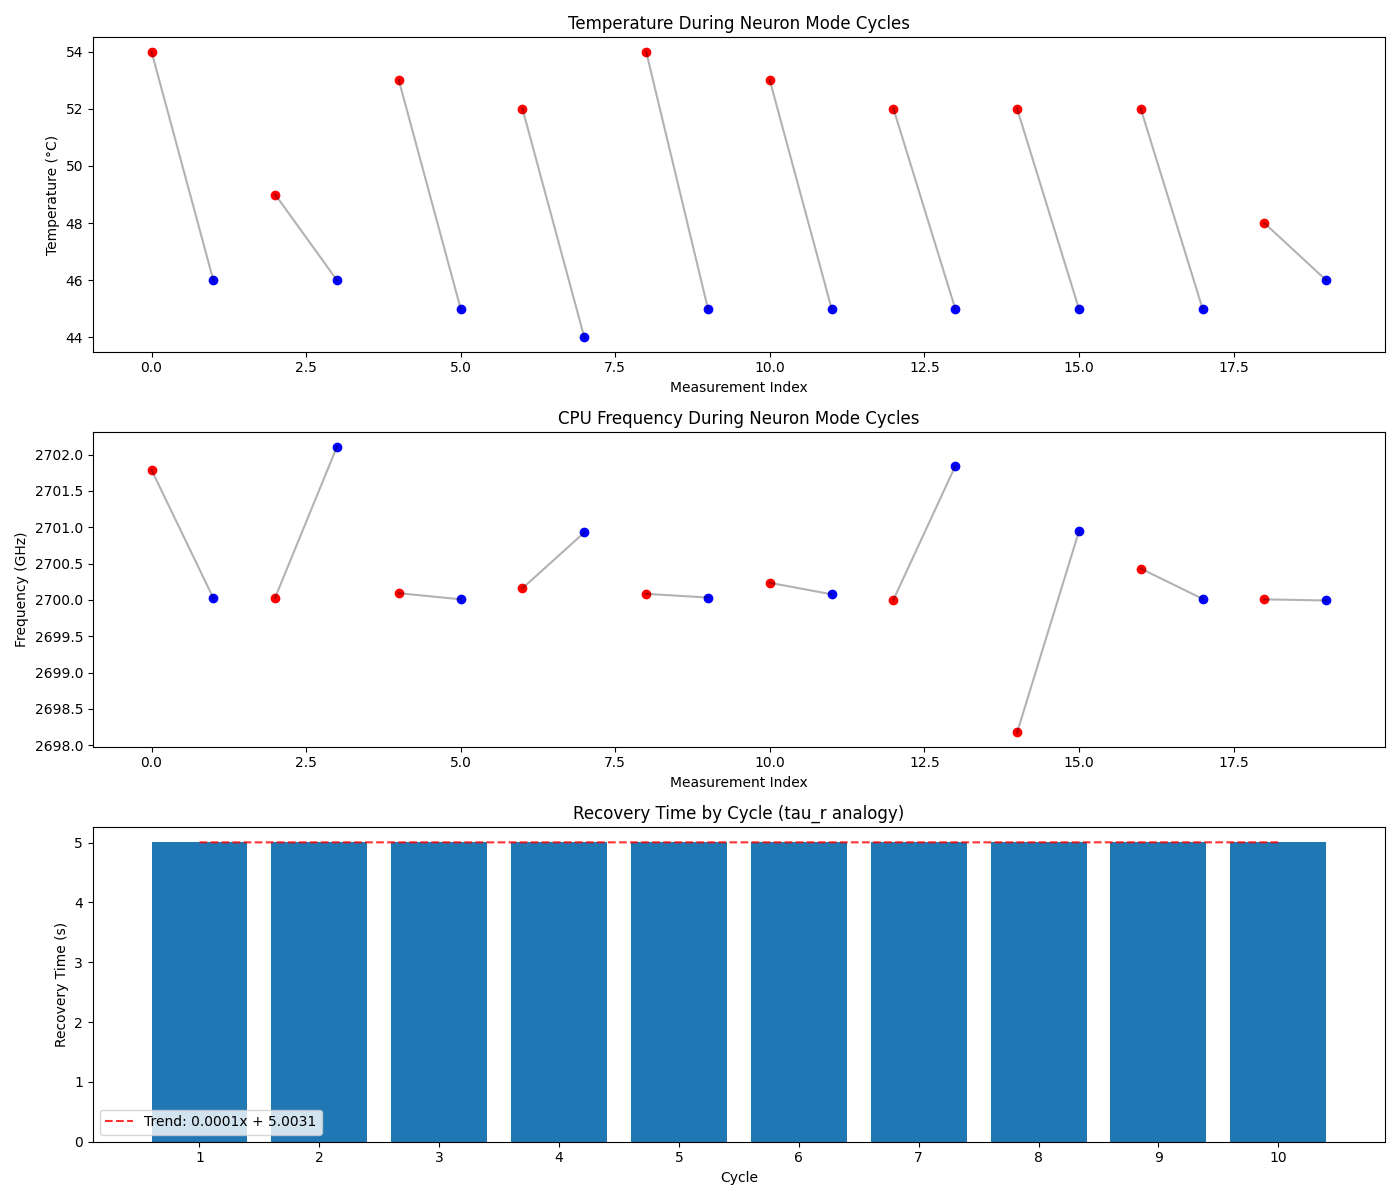 Temperature During Neuron Mode Cycles
Temperature (°C)
54
52
50
48
46
44
0.0 2.5 5.0 7.5 10.0 12.5 15.0 17.5
Measurement Index
CPU Frequency During Neuron Mode Cycles
Frequency (GHz)
2702.0
2701.5
2701.0
2700.5
2700.0
2699.5
2699.0
2698.5
2698.0
0.0 2.5 5.0 7.5 10.0 12.5 15.0 17.5
Measurement Index
Recovery Time by Cycle (tau_r analogy)
Recovery Time (s)
5
4
3
2
1
0
Trend: 0.0001x + 5.0031
1 2 3 4 5 6 7 8 9 10
Cycle